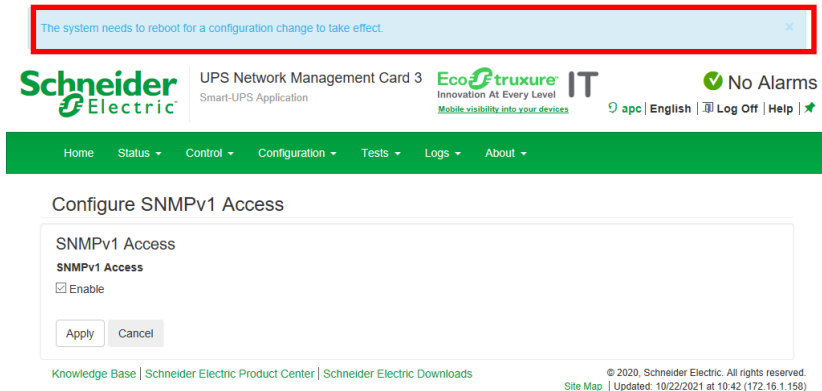 The system needs to reboot for a configuration change to take effect. ×
Schneider Electric
UPS Network Management Card 3
Smart-UPS Application
EcoStruxure IT
Innovation At Every Level
Mobile visibility into your devices
No Alarms
apc | English | Log Off | Help |
Home Status Control Configuration Tests Logs About
Configure SNMPv1 Access
SNMPv1 Access
SNMPv1 Access
Enable
Apply Cancel
Knowledge Base | Schneider Electric Product Center | Schneider Electric Downloads
© 2020, Schneider Electric. All rights reserved.
Site Map | Updated: 10/22/2021 at 10:42 (172.16.1.158)